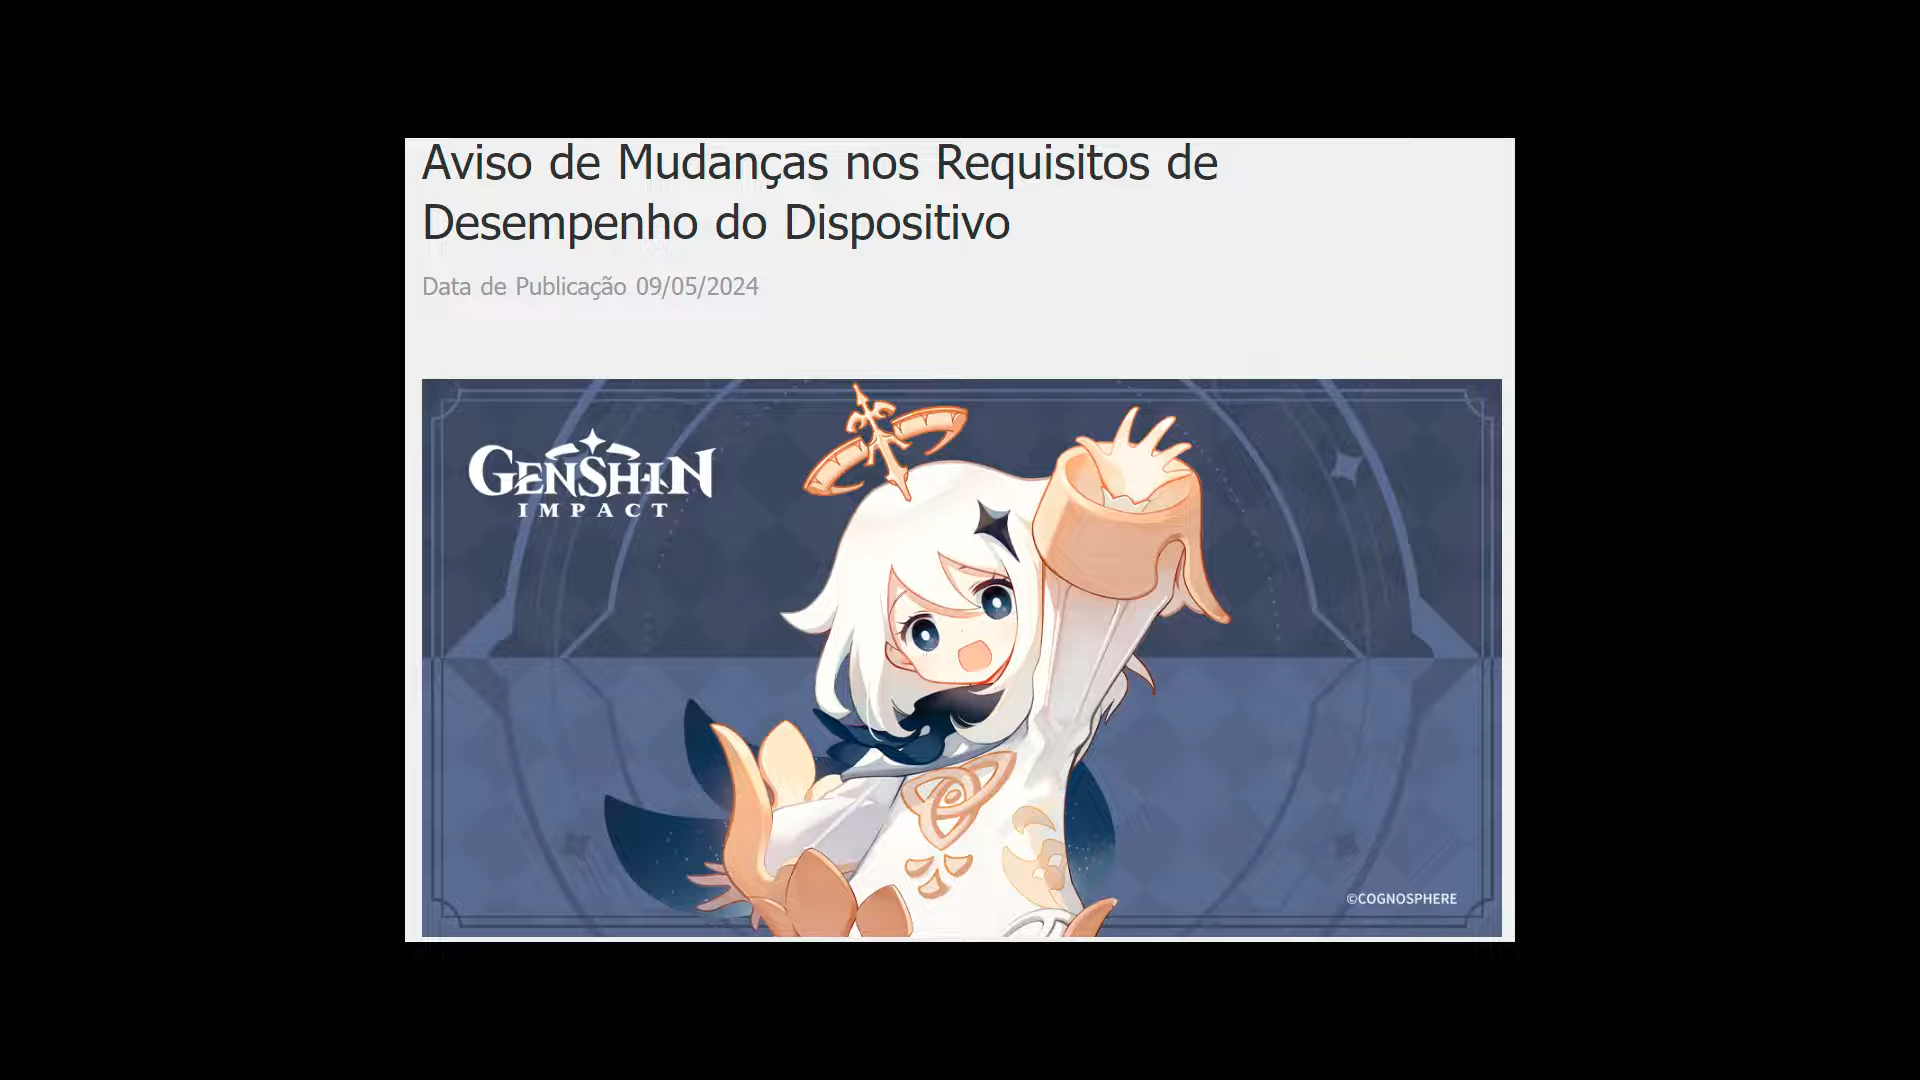 Aviso de Mudanças nos Requisitos de
Desempenho do Dispositivo
Data de Publicação 09/05/2024
GENSHIN
IMPACT
©COGNOSPHERE